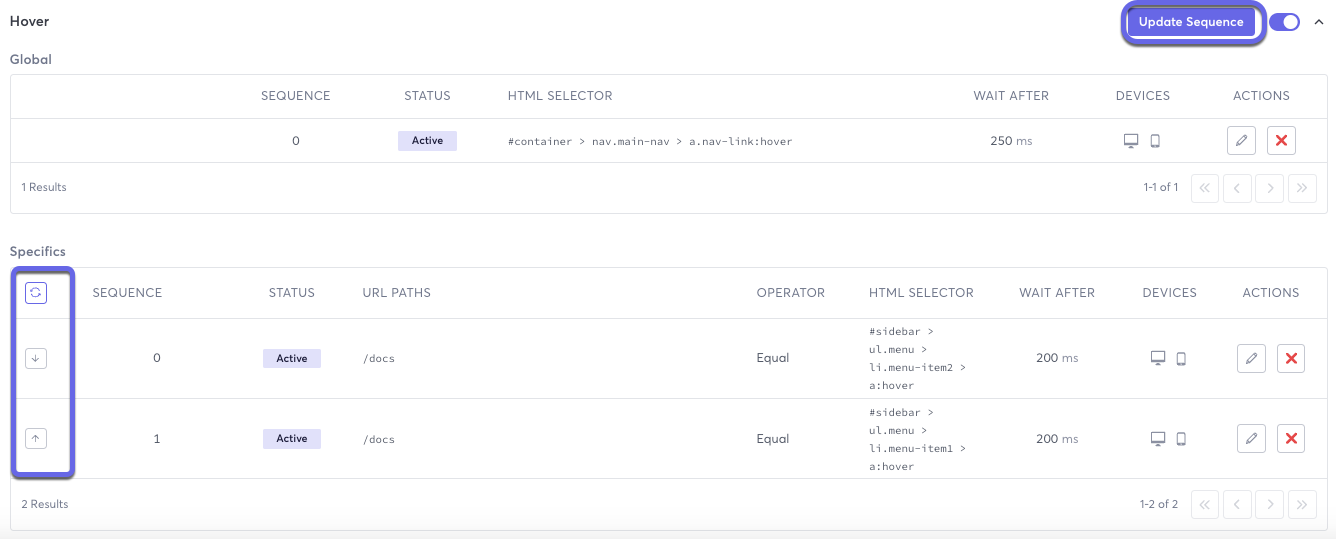 Hover
Update Sequence
Global
SEQUENCE STATUS HTML SELECTOR WAIT AFTER DEVICES ACTIONS
0 Active #container > nav.main-nav > a.nav-link:hover 250 ms
1 Results 1-1 of 1
Specifics
SEQUENCE STATUS URL PATHS OPERATOR HTML SELECTOR WAIT AFTER DEVICES ACTIONS
#sidebar >
ul.menu >
0 Active /docs Equal 200 ms
li.menu-item2 >
a:hover
#sidebar >
ul.menu >
1 Active /docs Equal 200 ms
li.menu-item1 >
a:hover
2 Results 1-2 of 2